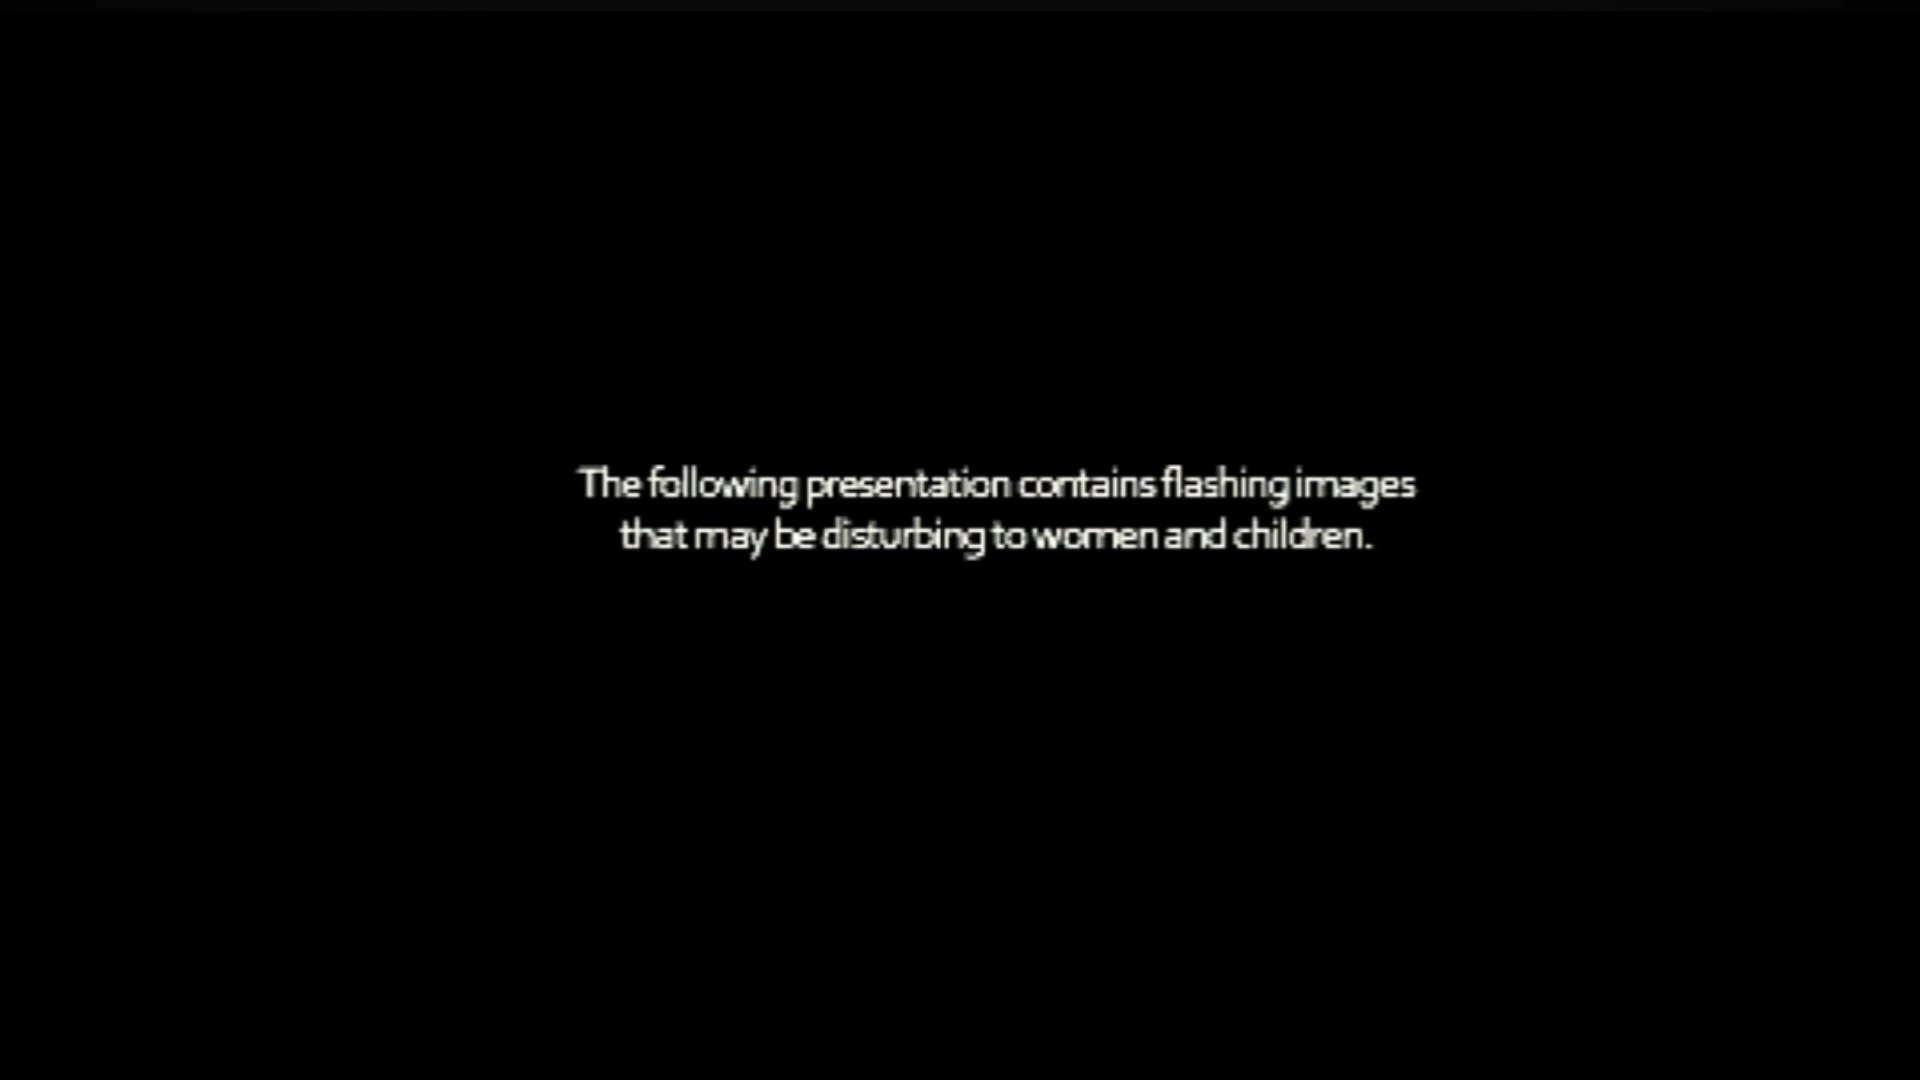 The following presentation contains flashing images
that may be disturbing to women and children.